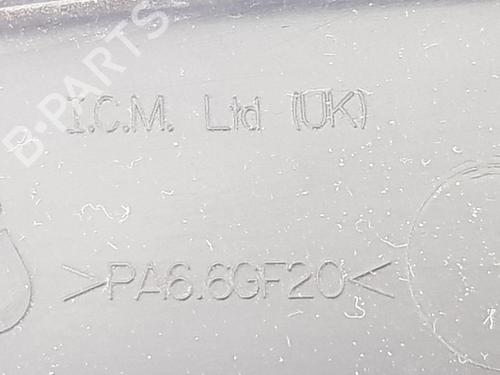 B-PARTS
I.C.M. Ltd (UK)
>PA6.6GF20<